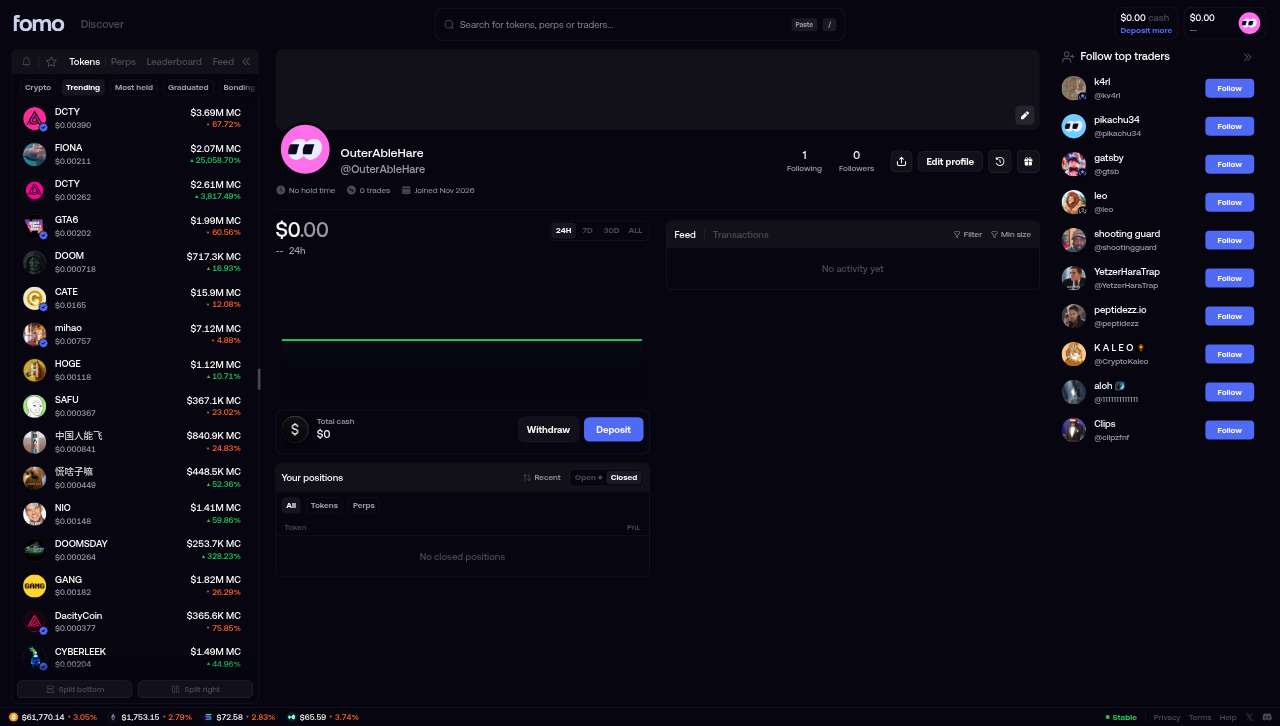 fomo
Discover
Search for tokens, perps or traders...
Paste
/
$0.00 cash
Deposit more
$0.00
—
Tokens Perps Leaderboard Feed
Crypto Trending Most held Graduated Bonding
DCTY
$0.00390
$3.69M MC
67.72%
FIONA
$0.00211
$2.07M MC
25,058.70%
DCTY
$0.00262
$2.61M MC
3,817.49%
GTA6
$0.00202
$1.99M MC
60.56%
DOOM
$0.000718
$717.3K MC
16.93%
CATE
$0.0165
$15.9M MC
12.08%
mihao
$0.00757
$7.12M MC
4.88%
HOGE
$0.00118
$1.12M MC
10.71%
SAFU
$0.000367
$367.1K MC
23.02%
中国人能飞
$0.000841
$840.9K MC
24.83%
慌啥子嘛
$0.000449
$448.5K MC
52.36%
NIO
$0.00148
$1.41M MC
59.86%
DOOMSDAY
$0.000264
$253.7K MC
328.23%
GANG
$0.00182
$1.82M MC
26.29%
DacityCoin
$0.000377
$365.6K MC
75.85%
CYBERLEEK
$0.00204
$1.49M MC
44.96%
Split bottom
Split right
OuterAbleHare
@OuterAbleHare
No hold time 0 trades Joined Nov 2026
1
Following
0
Followers
Edit profile
$0.00
-- 24h
24H 7D 30D ALL
Total cash
$0
Withdraw
Deposit
Your positions
Recent
Open
Closed
All Tokens Perps
Token PnL
No closed positions
Feed Transactions
Filter Min size
No activity yet
Follow top traders
k4rl
@kv4rl
Follow
pikachu34
@pikachu34
Follow
gatsby
@gtsb
Follow
leo
@leo
Follow
shooting guard
@shootingguard
Follow
YetzerHaraTrap
@YetzerHaraTrap
Follow
peptidezz.io
@peptidezz
Follow
K A L E O
@CryptoKaleo
Follow
aloh
Follow
Clips
@clipzfnf
Follow
$61,770.14 3.05% $1,753.15 2.79% $72.58 2.83% $65.59 3.74%
Stable Privacy Terms Help